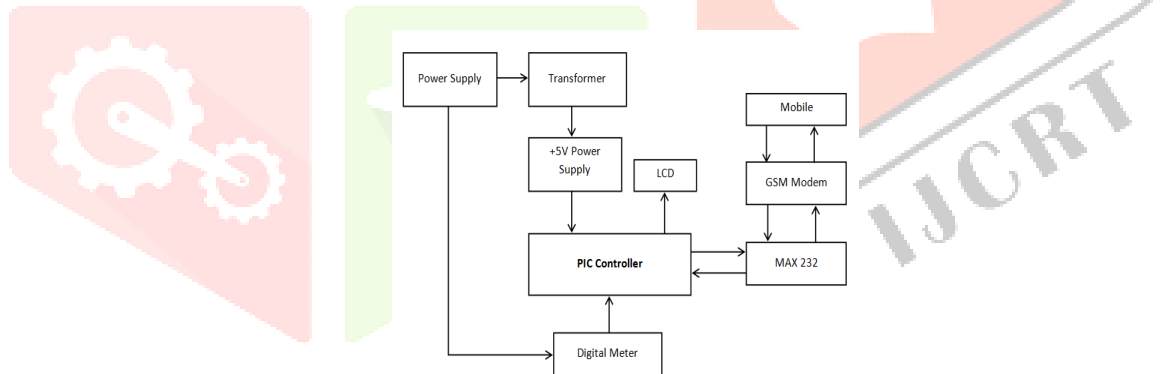 Power Supply
Transformer
Mobile
+5V Power
Supply
LCD
GSM Modem
PIC Controller
MAX 232
Digital Meter
IJCRT